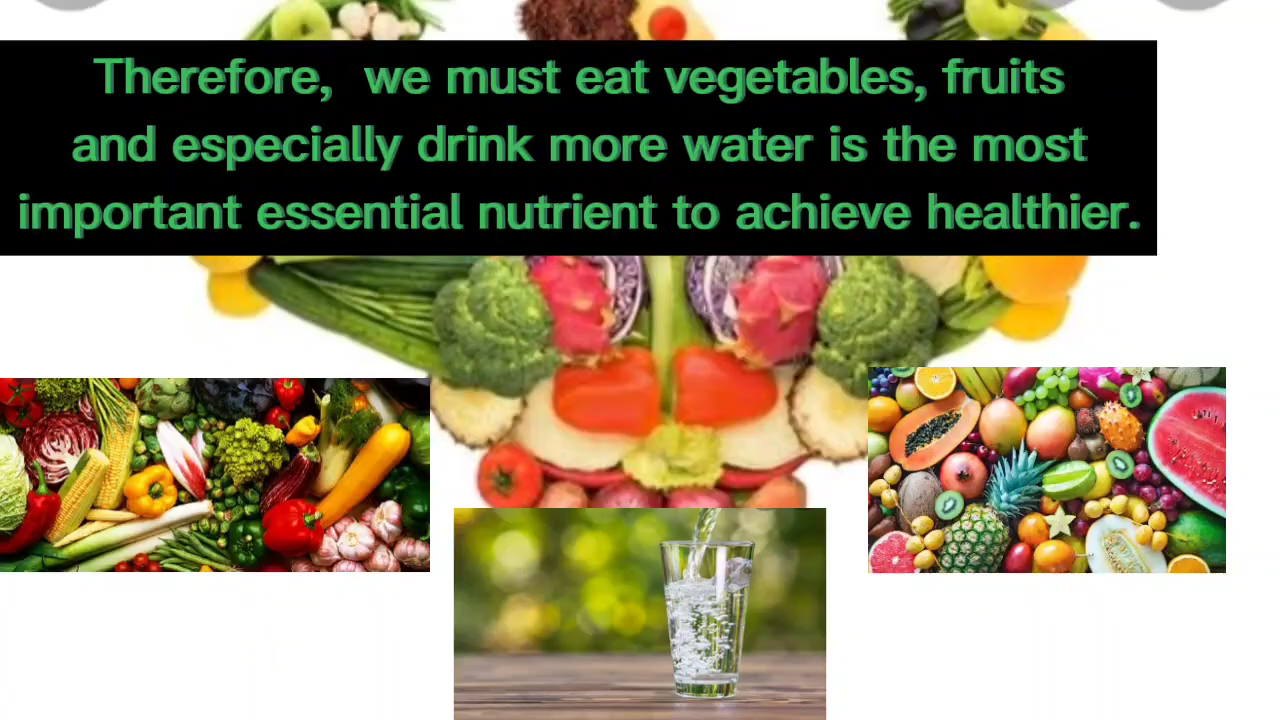 Therefore, we must eat vegetables, fruits
and especially drink more water is the most
important essential nutrient to achieve healthier.